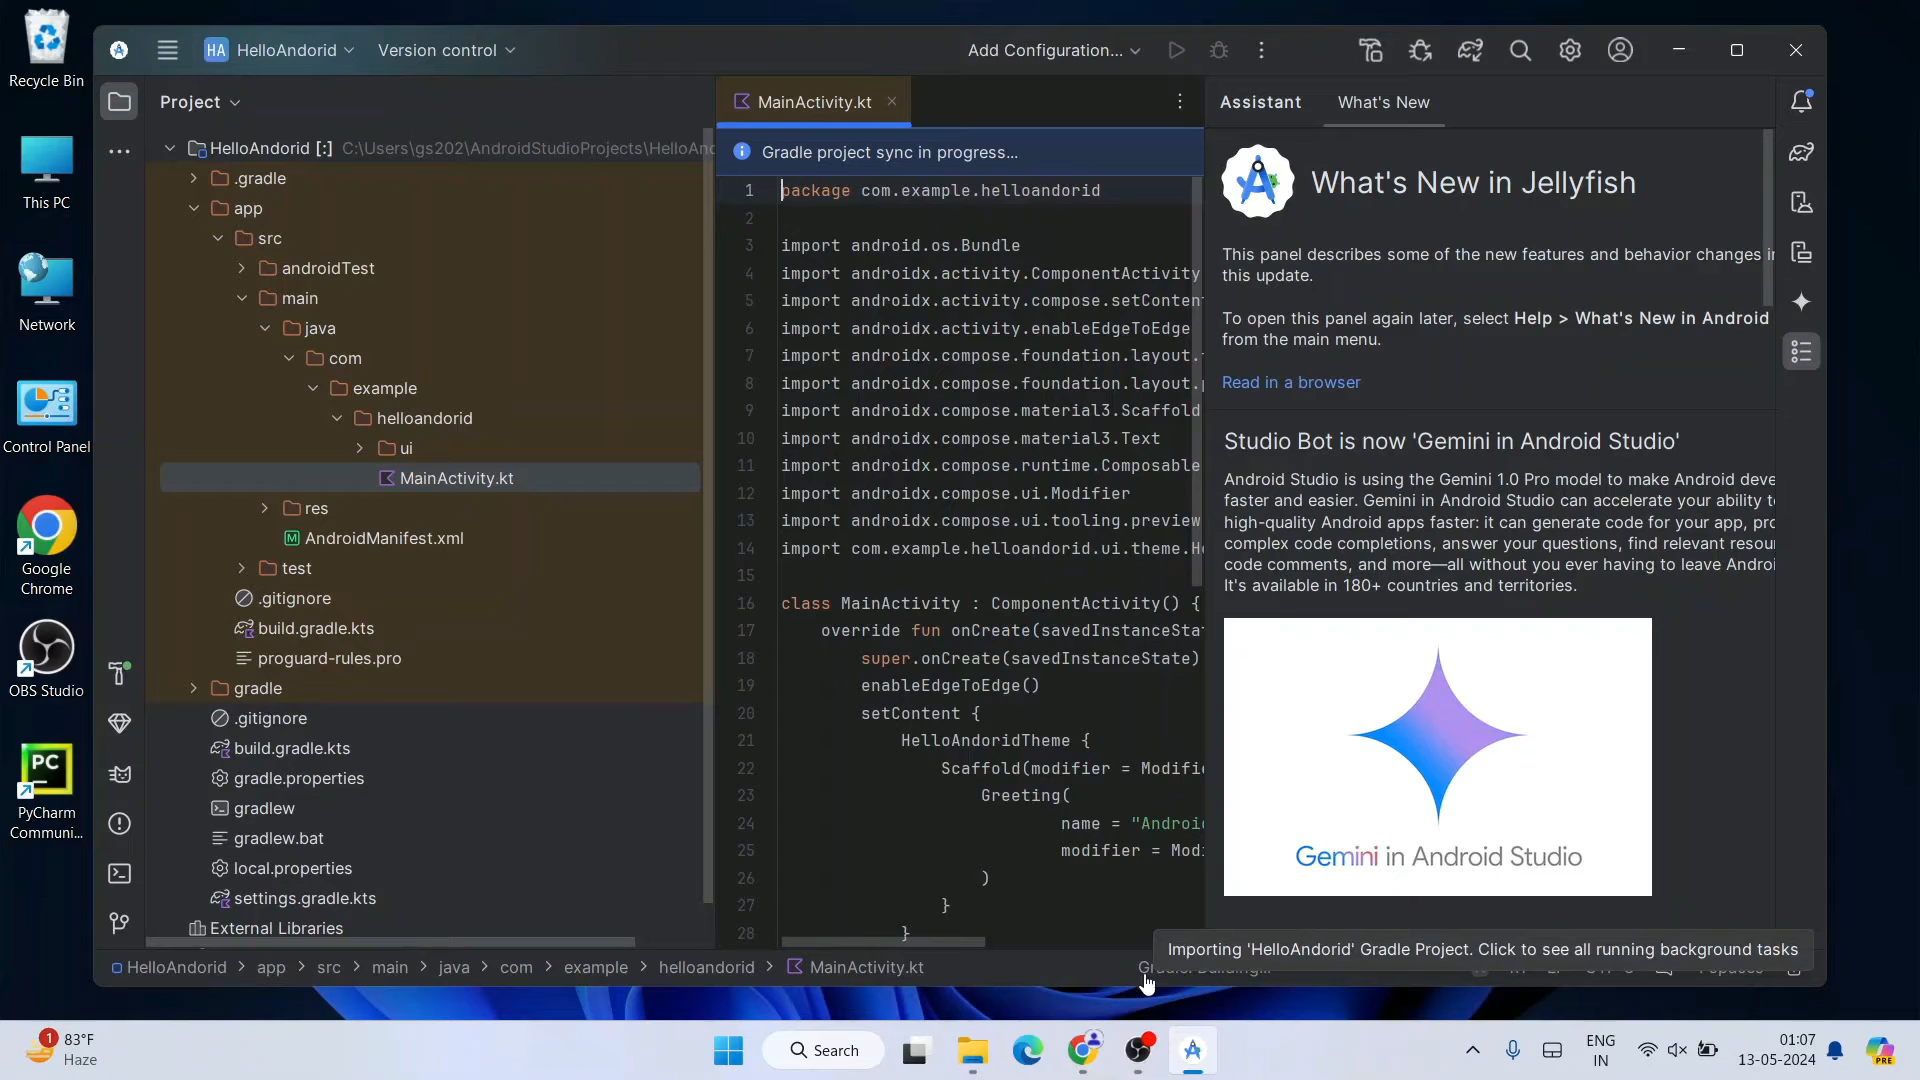 Recycle Bin
This PC
Network
Control Panel
Google
Chrome
OBS Studio
PC
PyCharm
Communi...
HA HelloAndorid
Version control
Add Configuration...
Project
HelloAndorid [:] C:\Users\gs202\AndroidStudioProjects\HelloAn
.gradle
app
src
androidTest
main
java
com
example
helloandorid
ui
MainActivity.kt
res
M AndroidManifest.xml
test
.gitignore
build.gradle.kts
proguard-rules.pro
gradle
.gitignore
build.gradle.kts
gradle.properties
gradlew
gradlew.bat
local.properties
settings.gradle.kts
External Libraries
MainActivity.kt
Gradle project sync in progress...
1 package com.example.helloandorid
2
3 import android.os.Bundle
4 import androidx.activity.ComponentActivity
5 import androidx.activity.compose.setConten
6 import androidx.activity.enableEdgeToEdge
7 import androidx.compose.foundation.layout.
8 import androidx.compose.foundation.layout.
9 import androidx.compose.material3.Scaffold
10 import androidx.compose.material3.Text
11 import androidx.compose.runtime.Composable
12 import androidx.compose.ui.Modifier
13 import androidx.compose.ui.tooling.preview
14 import com.example.helloandorid.ui.theme.H
15
16 class MainActivity : ComponentActivity() {
17 override fun onCreate(savedInstanceSta
18 super.onCreate(savedInstanceState)
19 enableEdgeToEdge()
20 setContent {
21 HelloAndoridTheme {
22 Scaffold(modifier = Modifie
23 Greeting(
24 name = "Androi
25 modifier = Mod
26 )
27 }
28 }
Assistant What's New
What's New in Jellyfish
This panel describes some of the new features and behavior changes in
this update.
To open this panel again later, select Help > What's New in Android
from the main menu.
Read in a browser
Studio Bot is now 'Gemini in Android Studio'
Android Studio is using the Gemini 1.0 Pro model to make Android deve
faster and easier. Gemini in Android Studio can accelerate your ability t
high-quality Android apps faster: it can generate code for your app, pro
complex code completions, answer your questions, find relevant resou
code comments, and more—all without you ever having to leave Androi
It's available in 180+ countries and territories.
Gemini in Android Studio
Importing 'HelloAndorid' Gradle Project. Click to see all running background tasks
HelloAndorid > app > src > main > java > com > example > helloandorid > MainActivity.kt
Gradle: Building...
1
83°F
Haze
Search
ENG
IN
01:07
13-05-2024
PRE